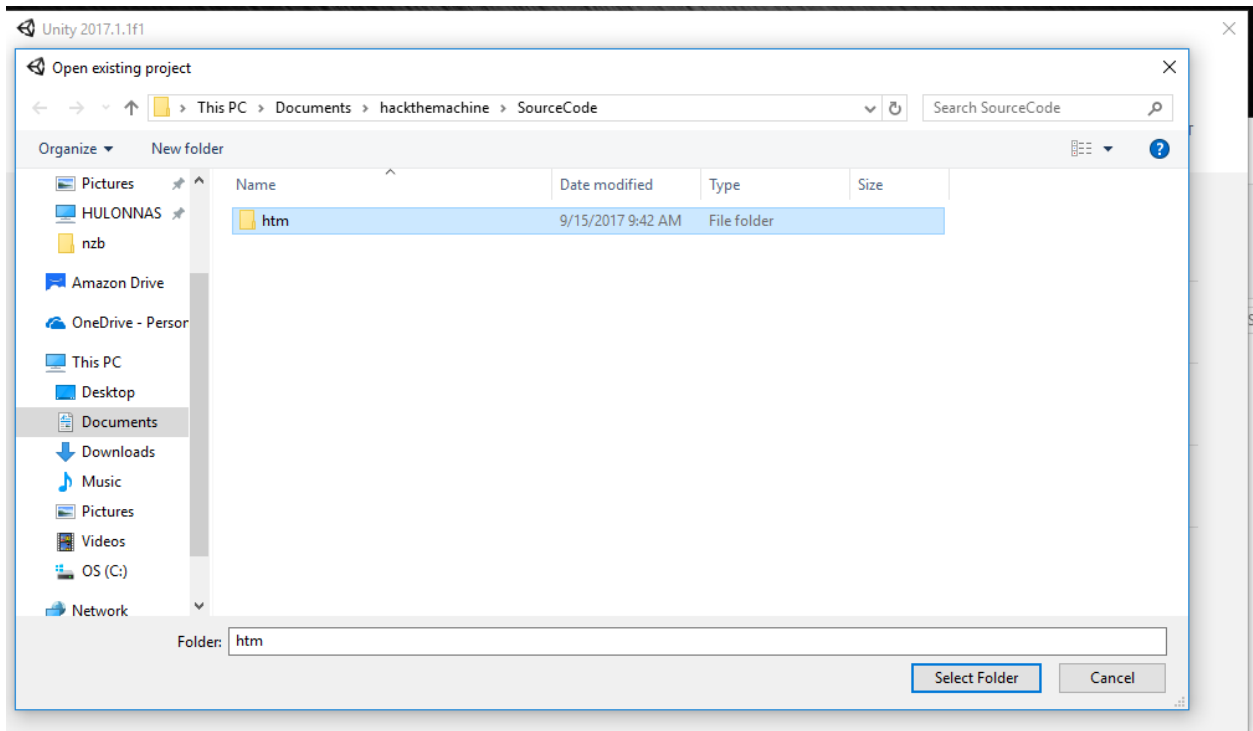 Unity 2017.1.1f1
Open existing project
This PC > Documents > hackthemachine > SourceCode
Search SourceCode
Organize
New folder
Name
Date modified
Type
Size
Pictures
HULONNAS
nzb
Amazon Drive
OneDrive - Person
This PC
Desktop
Documents
Downloads
Music
Pictures
Videos
OS (C:)
Network
htm
9/15/2017 9:42 AM
File folder
Folder:
htm
Select Folder
Cancel